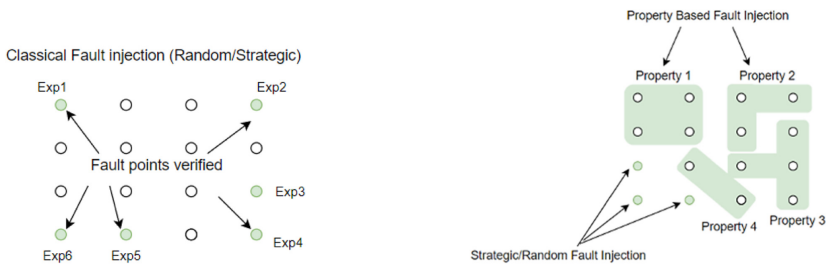 Classical Fault injection (Random/Strategic)
Exp1
Exp2
Fault points verified
Exp3
Exp4
Exp6
Exp5
Property Based Fault Injection
Property 1
Property 2
Property 4
Property 3
Strategic/Random Fault Injection